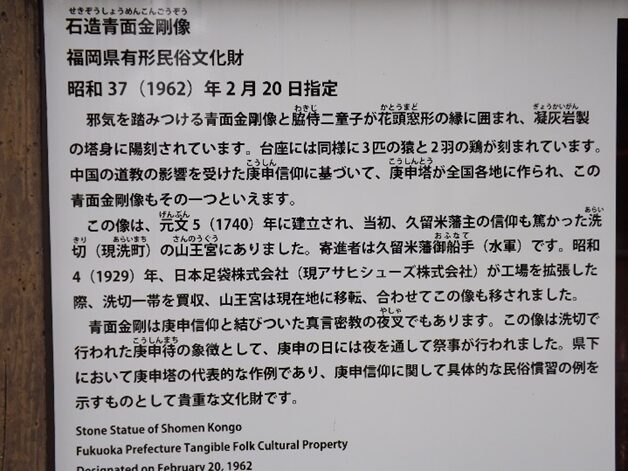 せきぞうしょうめんこんごうぞう
石造青面金剛像
福岡県有形民俗文化財
昭和 37（1962）年 2 月 20 日指定
わきじ かとうまど ぎょうかいがん
邪気を踏みつける青面金剛像と脇侍二童子が花頭窓形の縁に囲まれ、凝灰岩製
の塔身に陽刻されています。台座には同様に3匹の猿と2羽の鶏が刻まれています。
こうしん こうしんとう
中国の道教の影響を受けた庚申信仰に基づいて、庚申塔が全国各地に作られ、この
青面金剛像もその一つといえます。
げんぶん あらい
この像は、元文 5（1740）年に建立され、当初、久留米藩主の信仰も篤かった洗
きり あらいまち さんのうぐう おふなて
切（現洗町）の山王宮にありました。寄進者は久留米藩御船手（水軍）です。昭和
4（1929）年、日本足袋株式会社（現アサヒシューズ株式会社）が工場を拡張した
際、洗切一帯を買収、山王宮は現在地に移転、合わせてこの像も移されました。
やしゃ
青面金剛は庚申信仰と結びついた真言密教の夜叉でもあります。この像は洗切で
こうしんまち
行われた庚申待の象徴として、庚申の日には夜を通して祭事が行われました。県下
において庚申塔の代表的な作例であり、庚申信仰に関して具体的な民俗慣習の例を
示すものとして貴重な文化財です。
Stone Statue of Shomen Kongo
Fukuoka Prefecture Tangible Folk Cultural Property
Designated on February 20, 1962